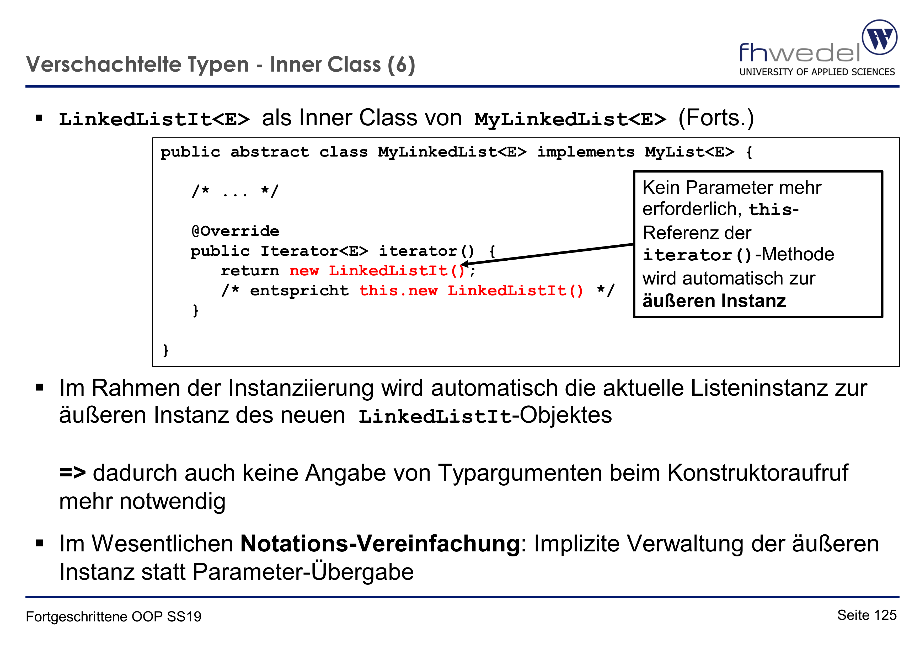 Verschachtelte Typen - Inner Class (6)
fhwedel
UNIVERSITY OF APPLIED SCIENCES
W
▪ LinkedListIt<E> als Inner Class von MyLinkedList<E> (Forts.)
public abstract class MyLinkedList<E> implements MyList<E> {
/* ... */
@Override
public Iterator<E> iterator() {
return new LinkedListIt();
/* entspricht this.new LinkedListIt() */
}
}
Kein Parameter mehr
erforderlich, this-
Referenz der
iterator()-Methode
wird automatisch zur
äußeren Instanz
▪ Im Rahmen der Instanziierung wird automatisch die aktuelle Listeninstanz zur
äußeren Instanz des neuen LinkedListIt-Objektes
=> dadurch auch keine Angabe von Typargumenten beim Konstruktoraufruf
mehr notwendig
▪ Im Wesentlichen Notations-Vereinfachung: Implizite Verwaltung der äußeren
Instanz statt Parameter-Übergabe
Fortgeschrittene OOP SS19
Seite 125